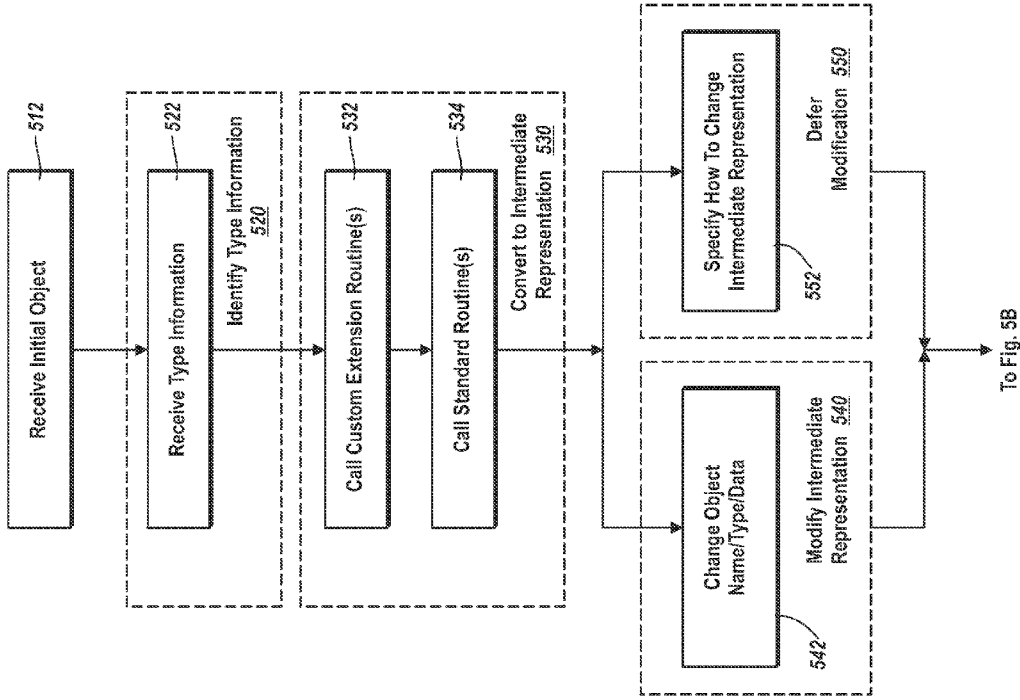 Receive Initial Object
512
Receive Type Information
522
Identify Type Information
520
Call Custom Extension Routine(s)
532
Call Standard Routine(s)
534
Convert to Intermediate
Representation 530
Change Object
Name/Type/Data
542
Modify Intermediate
Representation 540
Specify How To Change
Intermediate Representation
552
Defer
Modification 550
To Fig. 5B